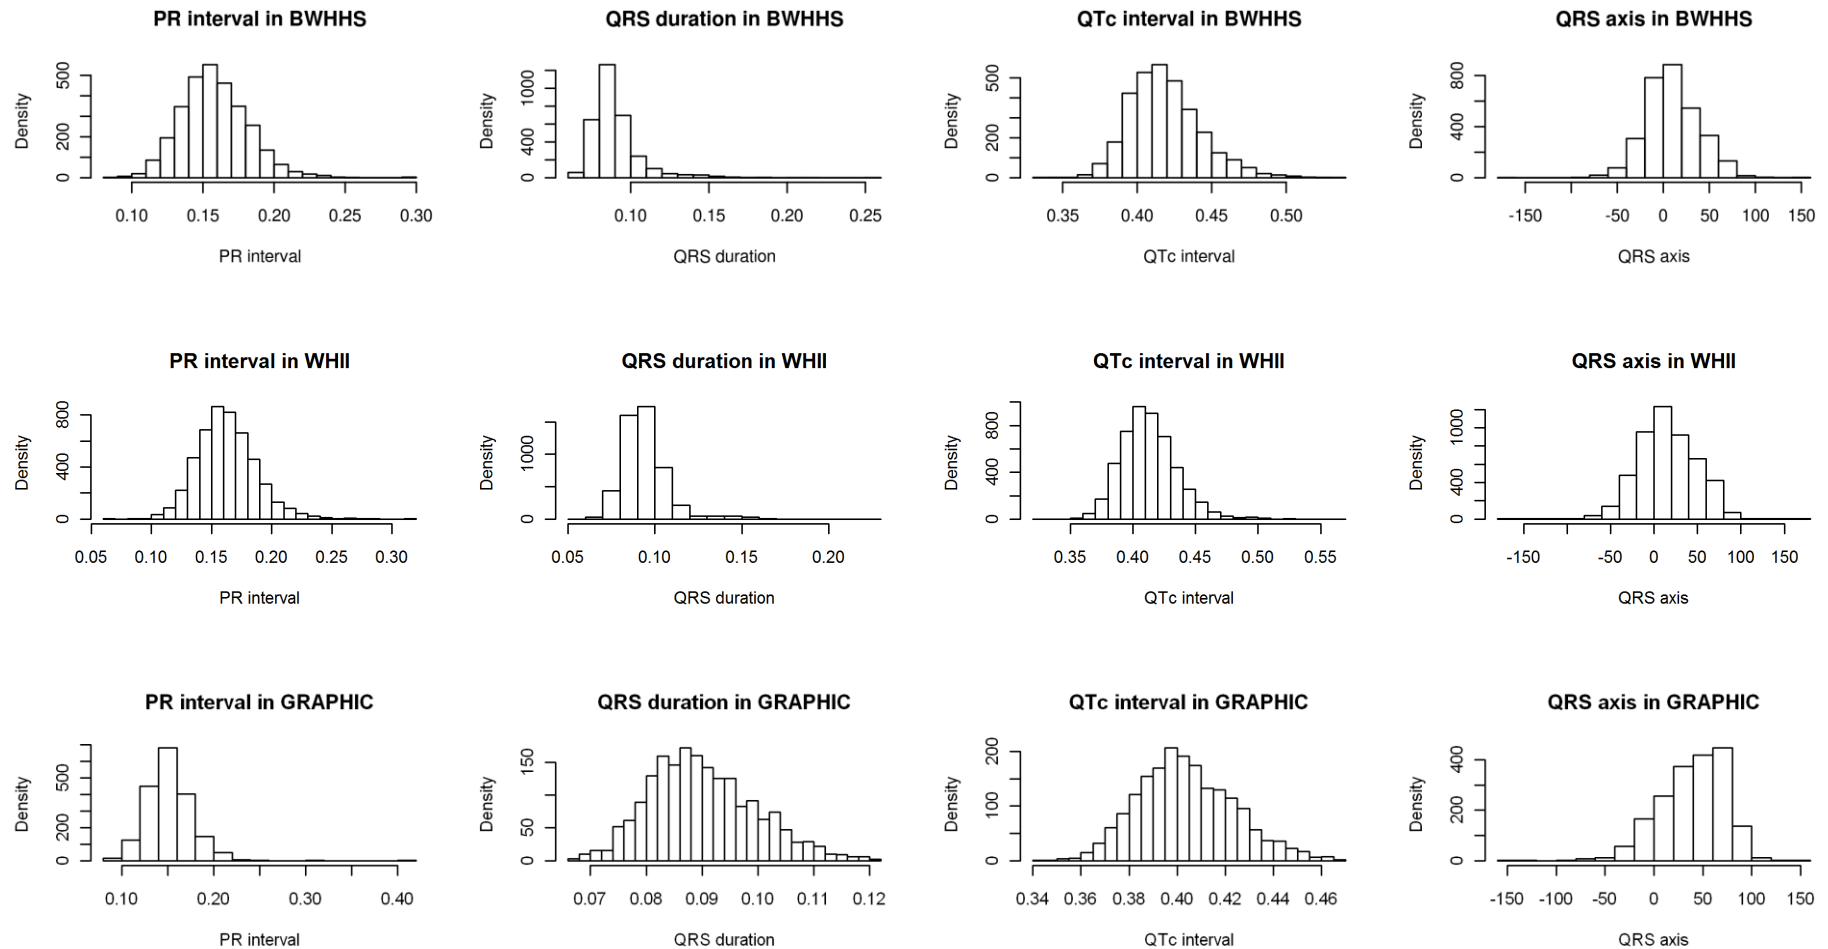 PR interval in BWHHS
QRS duration in BWHHS
QTc interval in BWHHS
QRS axis in BWHHS
Density
0 200 500
0.10 0.15 0.20 0.25 0.30
PR interval
Density
0 400 1000
0.10 0.15 0.20 0.25
QRS duration
Density
0 200 500
0.35 0.40 0.45 0.50
QTc interval
Density
0 400 800
-150 -50 0 50 100 150
QRS axis
PR interval in WHII
QRS duration in WHII
QTc interval in WHII
QRS axis in WHII
Density
0 400 800
0.05 0.10 0.15 0.20 0.25 0.30
PR interval
Density
0 1000
0.05 0.10 0.15 0.20
QRS duration
Density
0 400 800
0.35 0.40 0.45 0.50 0.55
QTc interval
Density
0 400 1000
-150 -50 0 50 100 150
QRS axis
PR interval in GRAPHIC
QRS duration in GRAPHIC
QTc interval in GRAPHIC
QRS axis in GRAPHIC
Density
0 200 500
0.10 0.20 0.30 0.40
PR interval
Density
0 50 150
0.07 0.08 0.09 0.10 0.11 0.12
QRS duration
Density
0 100 200
0.34 0.36 0.38 0.40 0.42 0.44 0.46
QTc interval
Density
0 200 400
-150 -100 -50 0 50 100 150
QRS axis